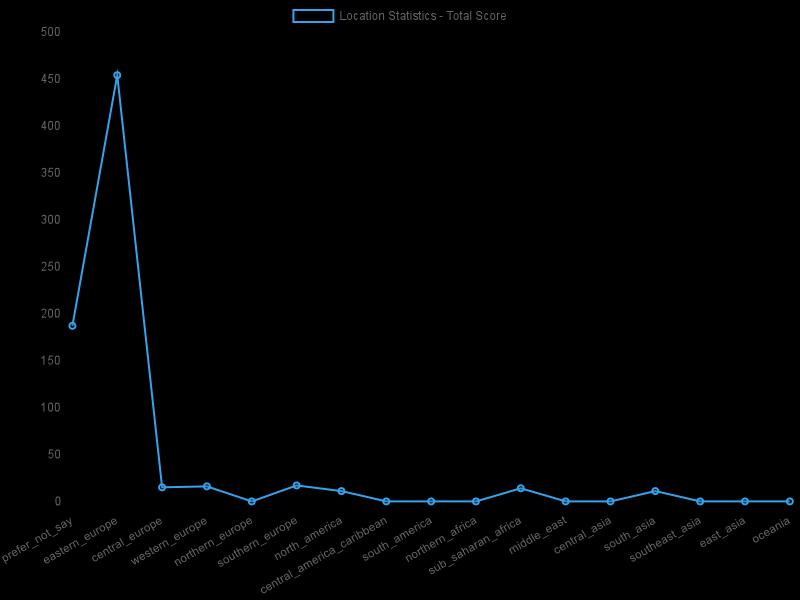 Location Statistics - Total Score
500
450
400
350
300
250
200
150
100
50
0
prefer_not_say
eastern_europe
central_europe
western_europe
northern_europe
southern_europe
north_america
central_america_caribbean
south_america
northern_africa
sub_saharan_africa
middle_east
central_asia
south_asia
southeast_asia
east_asia
oceania